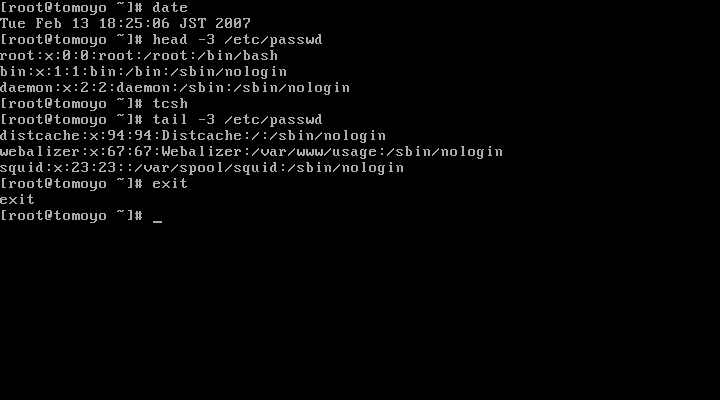 [root@tomoyo ~]# date
Tue Feb 13 18:25:06 JST 2007
[root@tomoyo ~]# head -3 /etc/passwd
root:x:0:0:root:/root:/bin/bash
bin:x:1:1:bin:/bin:/sbin/nologin
daemon:x:2:2:daemon:/sbin:/sbin/nologin
[root@tomoyo ~]# tcsh
[root@tomoyo ~]# tail -3 /etc/passwd
distcache:x:94:94:Distcache:/:/sbin/nologin
webalizer:x:67:67:Webalizer:/var/www/usage:/sbin/nologin
squid:x:23:23::/var/spool/squid:/sbin/nologin
[root@tomoyo ~]# exit
exit
[root@tomoyo ~]# _